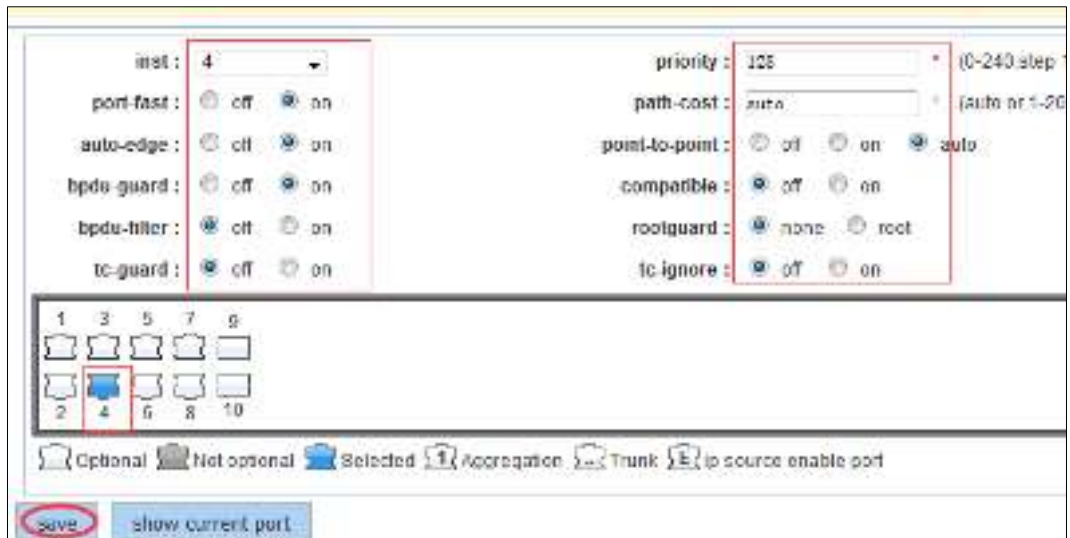 inst : 4 priority : 128 * (0-240 step 1
port-fast : off on path-cost : auto * (auto or 1-20
auto-edge : off on point-to-point : off on auto
bpdu-guard : off on compatible : off on
bpdu-filter : off on rootguard : none root
tc-guard : off on tc-ignore : off on
1 3 5 7 9
2 4 6 8 10
Optional Not optional Selected 1 Aggregation Trunk ip source enable port
save show current port